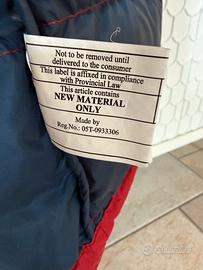 Not to be removed until
delivered to the consumer
This label is affixed in compliance
with Provincial Law
This article contains
NEW MATERIAL
ONLY
Made by
Reg.No.: 05T-0933306
subito